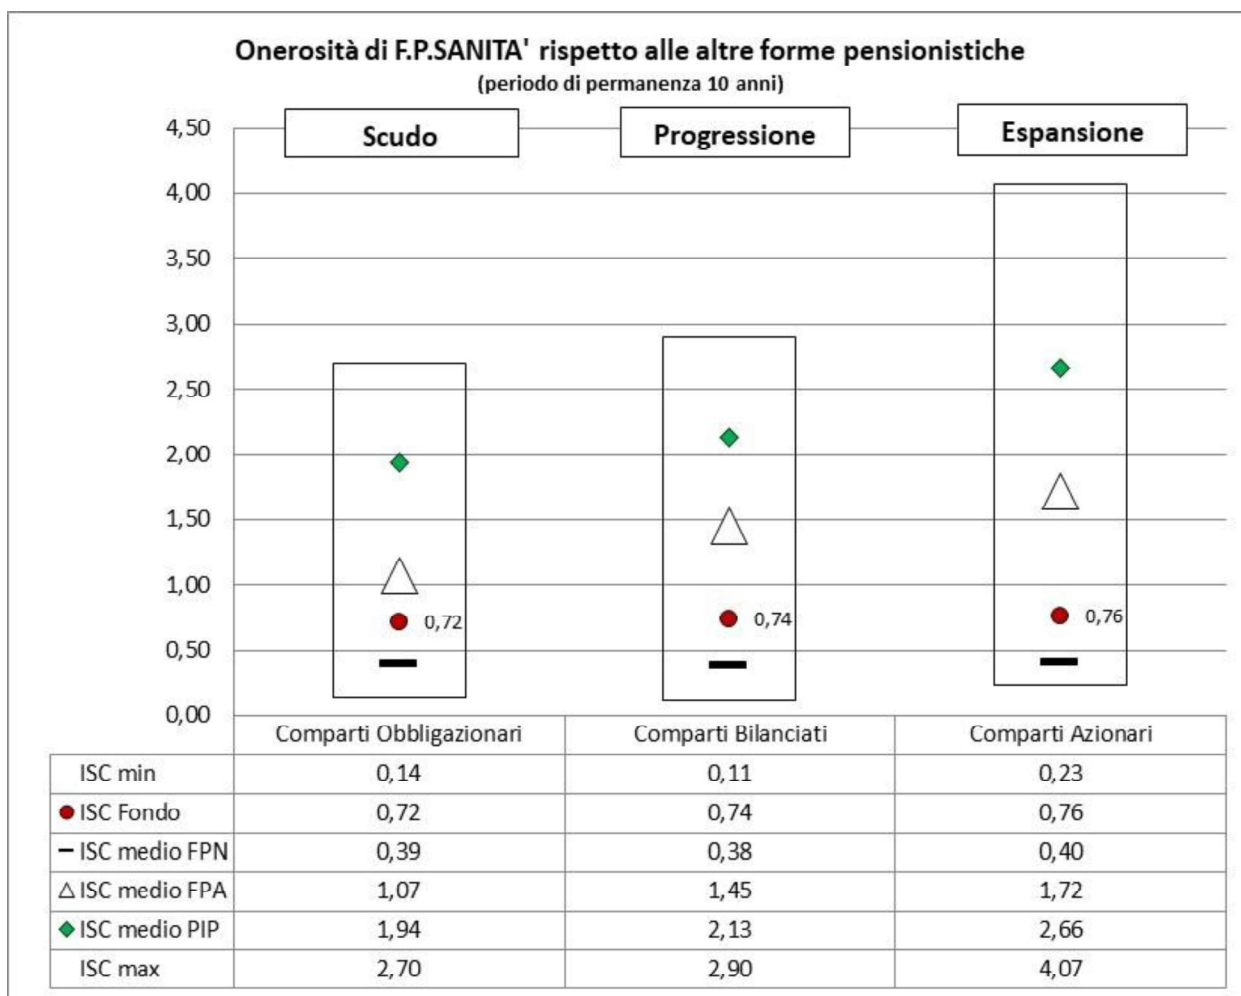 Onerosità di F.P.SANITA' rispetto alle altre forme pensionistiche
(periodo di permanenza 10 anni)
Scudo Progressione Espansione
4,50
4,00
3,50
3,00
2,50
2,00
1,50
1,00
0,50
0,00
0,72 0,74 0,76
Comparti Obbligazionari Comparti Bilanciati Comparti Azionari
ISC min 0,14 0,11 0,23
ISC Fondo 0,72 0,74 0,76
ISC medio FPN 0,39 0,38 0,40
ISC medio FPA 1,07 1,45 1,72
ISC medio PIP 1,94 2,13 2,66
ISC max 2,70 2,90 4,07